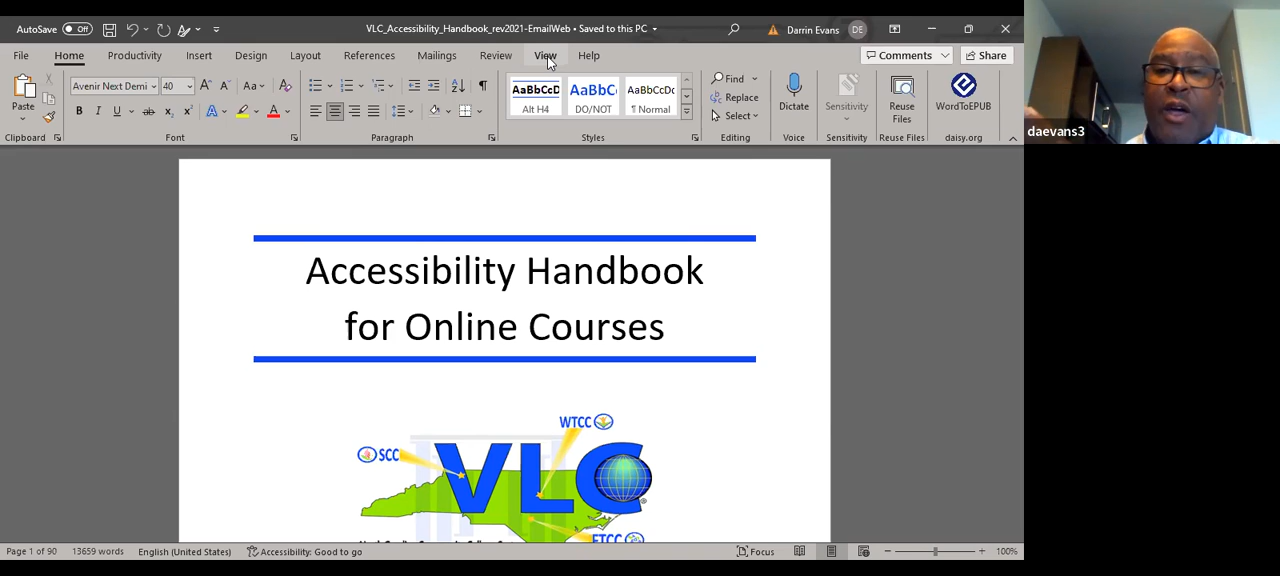 AutoSave Off VLC_Accessibility_Handbook_rev2021-EmailWeb • Saved to this PC Darrin Evans DE
File Home Productivity Insert Design Layout References Mailings Review View Help Comments Share
Paste
Clipboard
Avenir Next Demi 40
Font
Paragraph
AaBbCcD AaBbC AaBbCcDc
Alt H4 DO/NOT ¶ Normal
Styles
Find
Replace
Select
Editing
Dictate
Voice
Sensitivity
Sensitivity
Reuse
Files
Reuse Files
WordToEPUB
daisy.org
daevans3
Accessibility Handbook
for Online Courses
WTCC
SCC
VLC
FTCC
Page 1 of 90 13659 words English (United States) Accessibility: Good to go Focus 100%